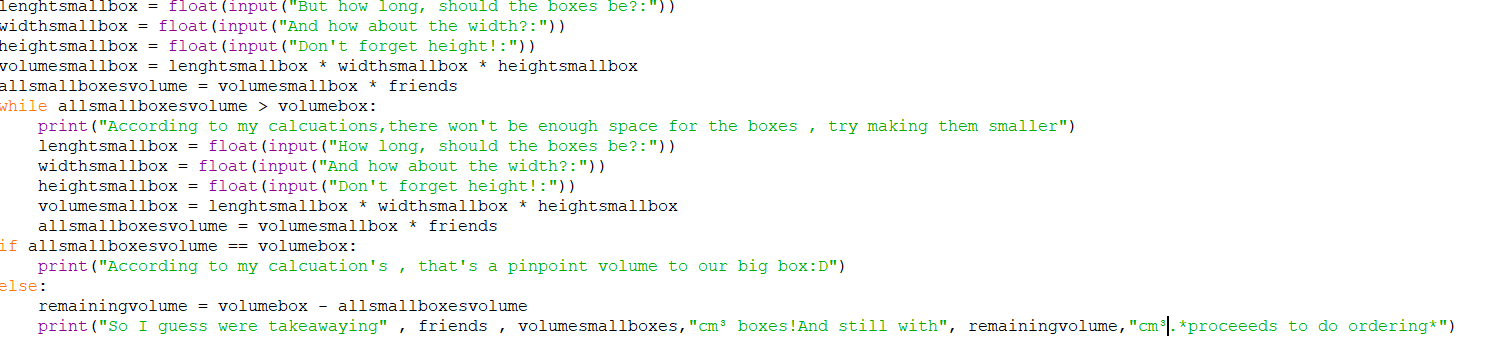 lenghtsmallbox = float(input("But how long, should the boxes be?:"))
widthsmallbox = float(input("And how about the width?:"))
heightsmallbox = float(input("Don't forget height!:"))
volumesmallbox = lenghtsmallbox * widthsmallbox * heightsmallbox
allsmallboxesvolume = volumesmallbox * friends
while allsmallboxesvolume > volumebox:
    print("According to my calcuations,there won't be enough space for the boxes , try making them smaller")
    lenghtsmallbox = float(input("How long, should the boxes be?:"))
    widthsmallbox = float(input("And how about the width?:"))
    heightsmallbox = float(input("Don't forget height!:"))
    volumesmallbox = lenghtsmallbox * widthsmallbox * heightsmallbox
    allsmallboxesvolume = volumesmallbox * friends
if allsmallboxesvolume == volumebox:
    print("According to my calcuation's , that's a pinpoint volume to our big box:D")
else:
    remainingvolume = volumebox - allsmallboxesvolume
    print("So I guess were takeawaying" , friends , volumesmallboxes,"cm³ boxes!And still with", remainingvolume,"cm³.*proceeeds to do ordering*")